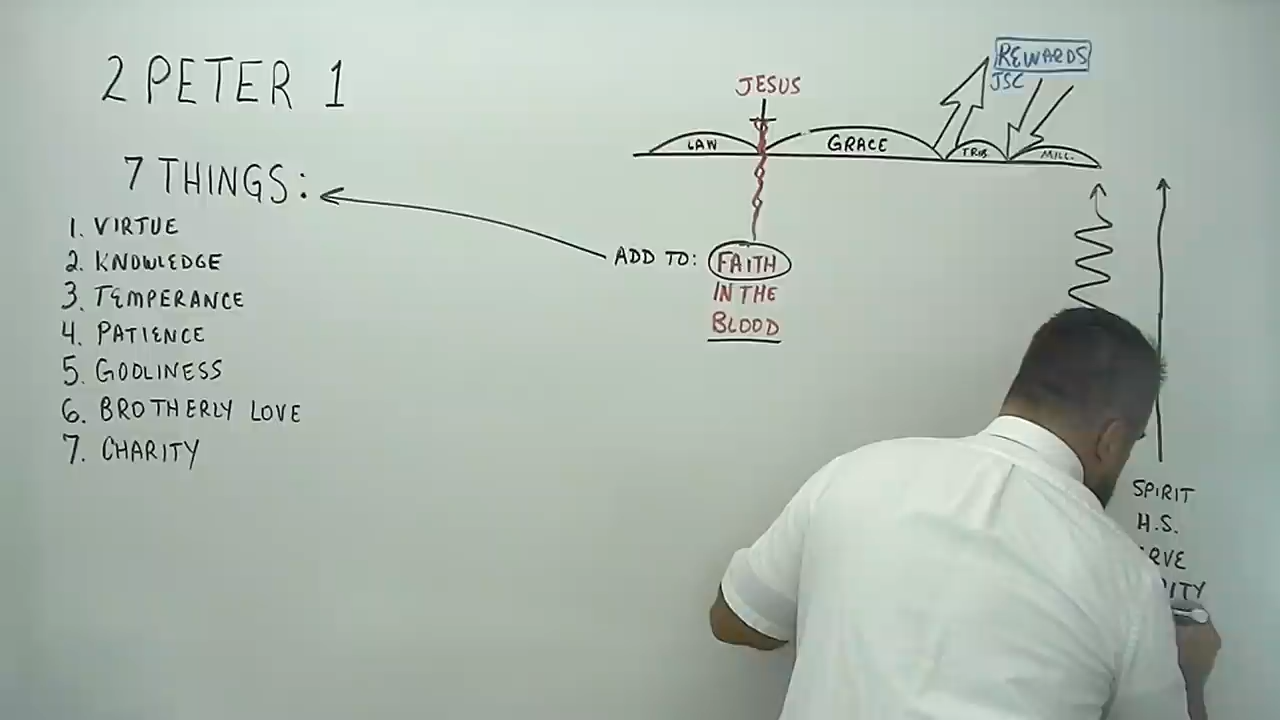 2 PETER 1
7 THINGS:
1. VIRTUE
2. KNOWLEDGE
3. TEMPERANCE
4. PATIENCE
5. GODLINESS
6. BROTHERLY LOVE
7. CHARITY
ADD TO: FAITH
IN THE
BLOOD
JESUS
LAW
GRACE
TRIB.
MILL.
REWARDS
JSC
SPIRIT
H.S.